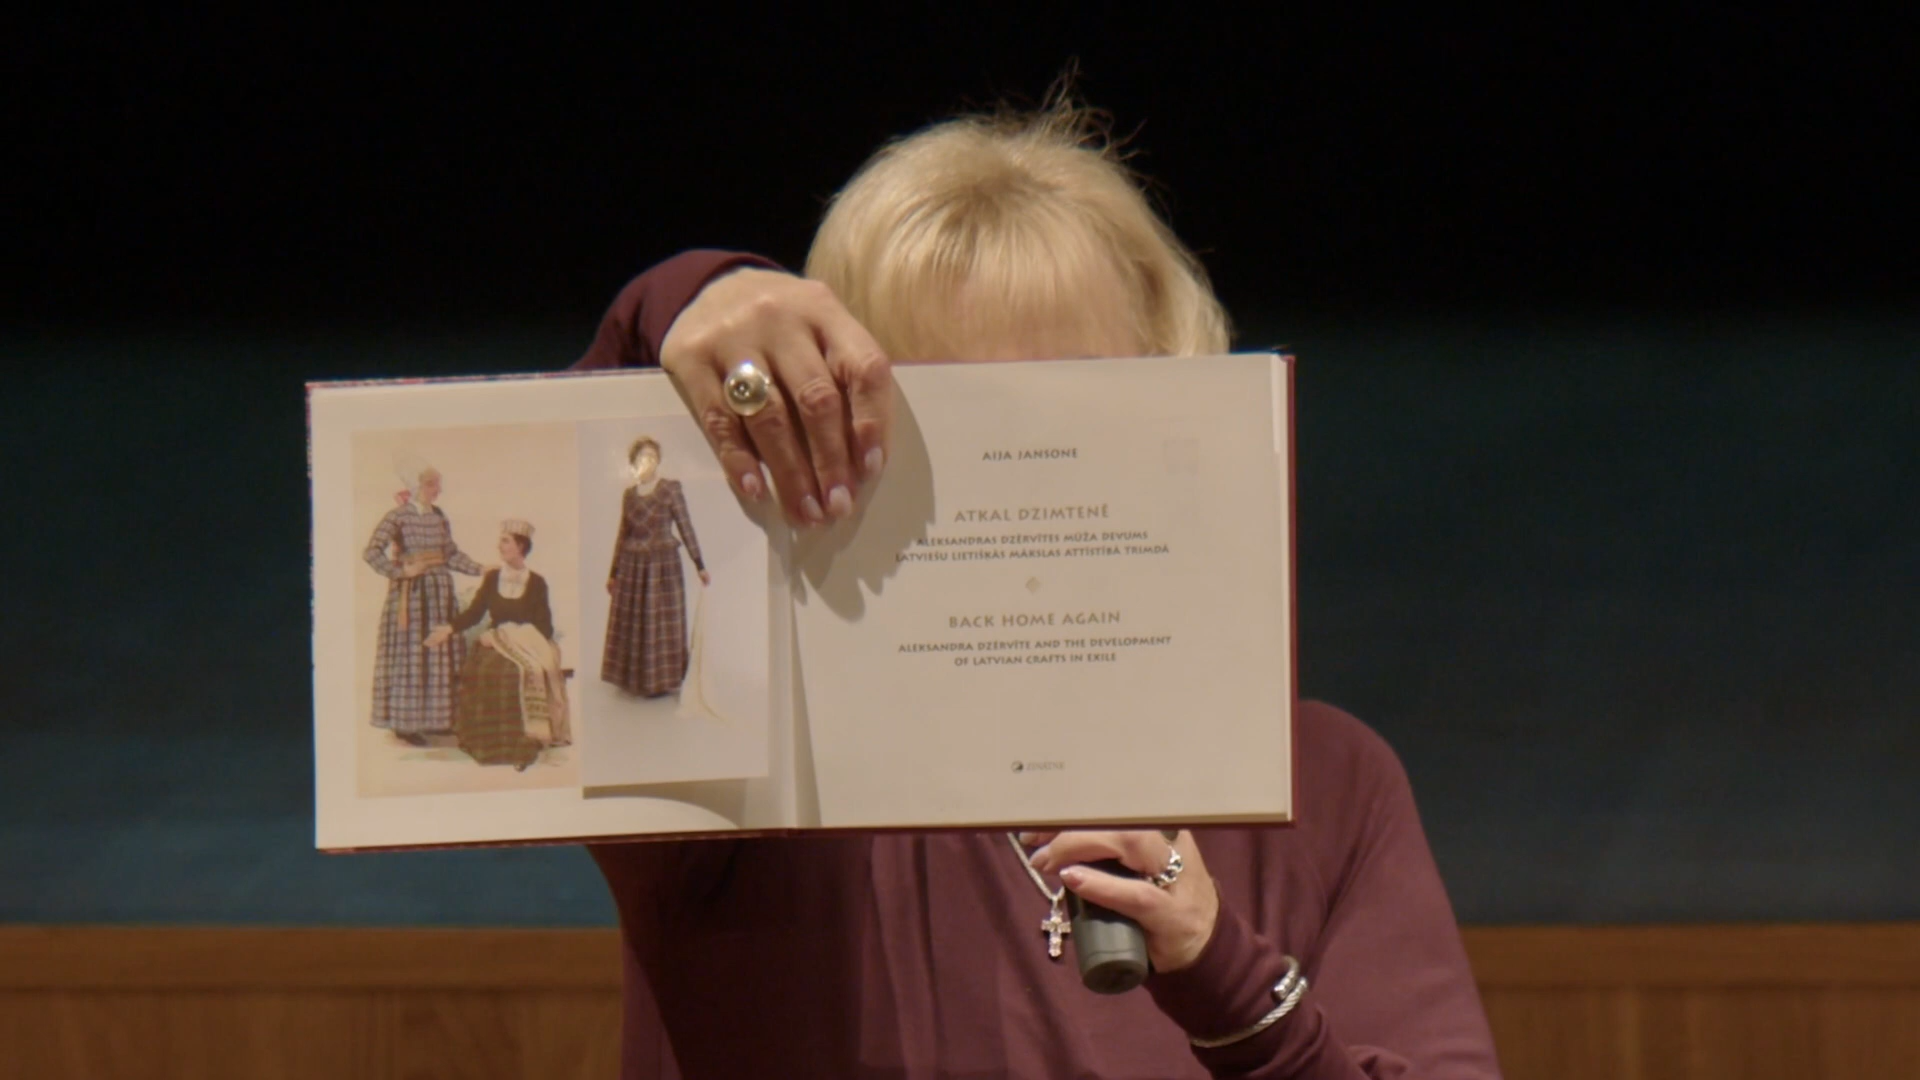 AIJA JANSONE
ATKAL DZIMTENĒ
ALEKSANDRAS DZĒRVĪTES MŪŽA DEVUMS
LATVIEŠU LIETIŠĶĀS MĀKSLAS ATTĪSTĪBĀ TRIMDĀ
BACK HOME AGAIN
ALEKSANDRA DZĒRVĪTE AND THE DEVELOPMENT
OF LATVIAN CRAFTS IN EXILE
ZINĀTNE